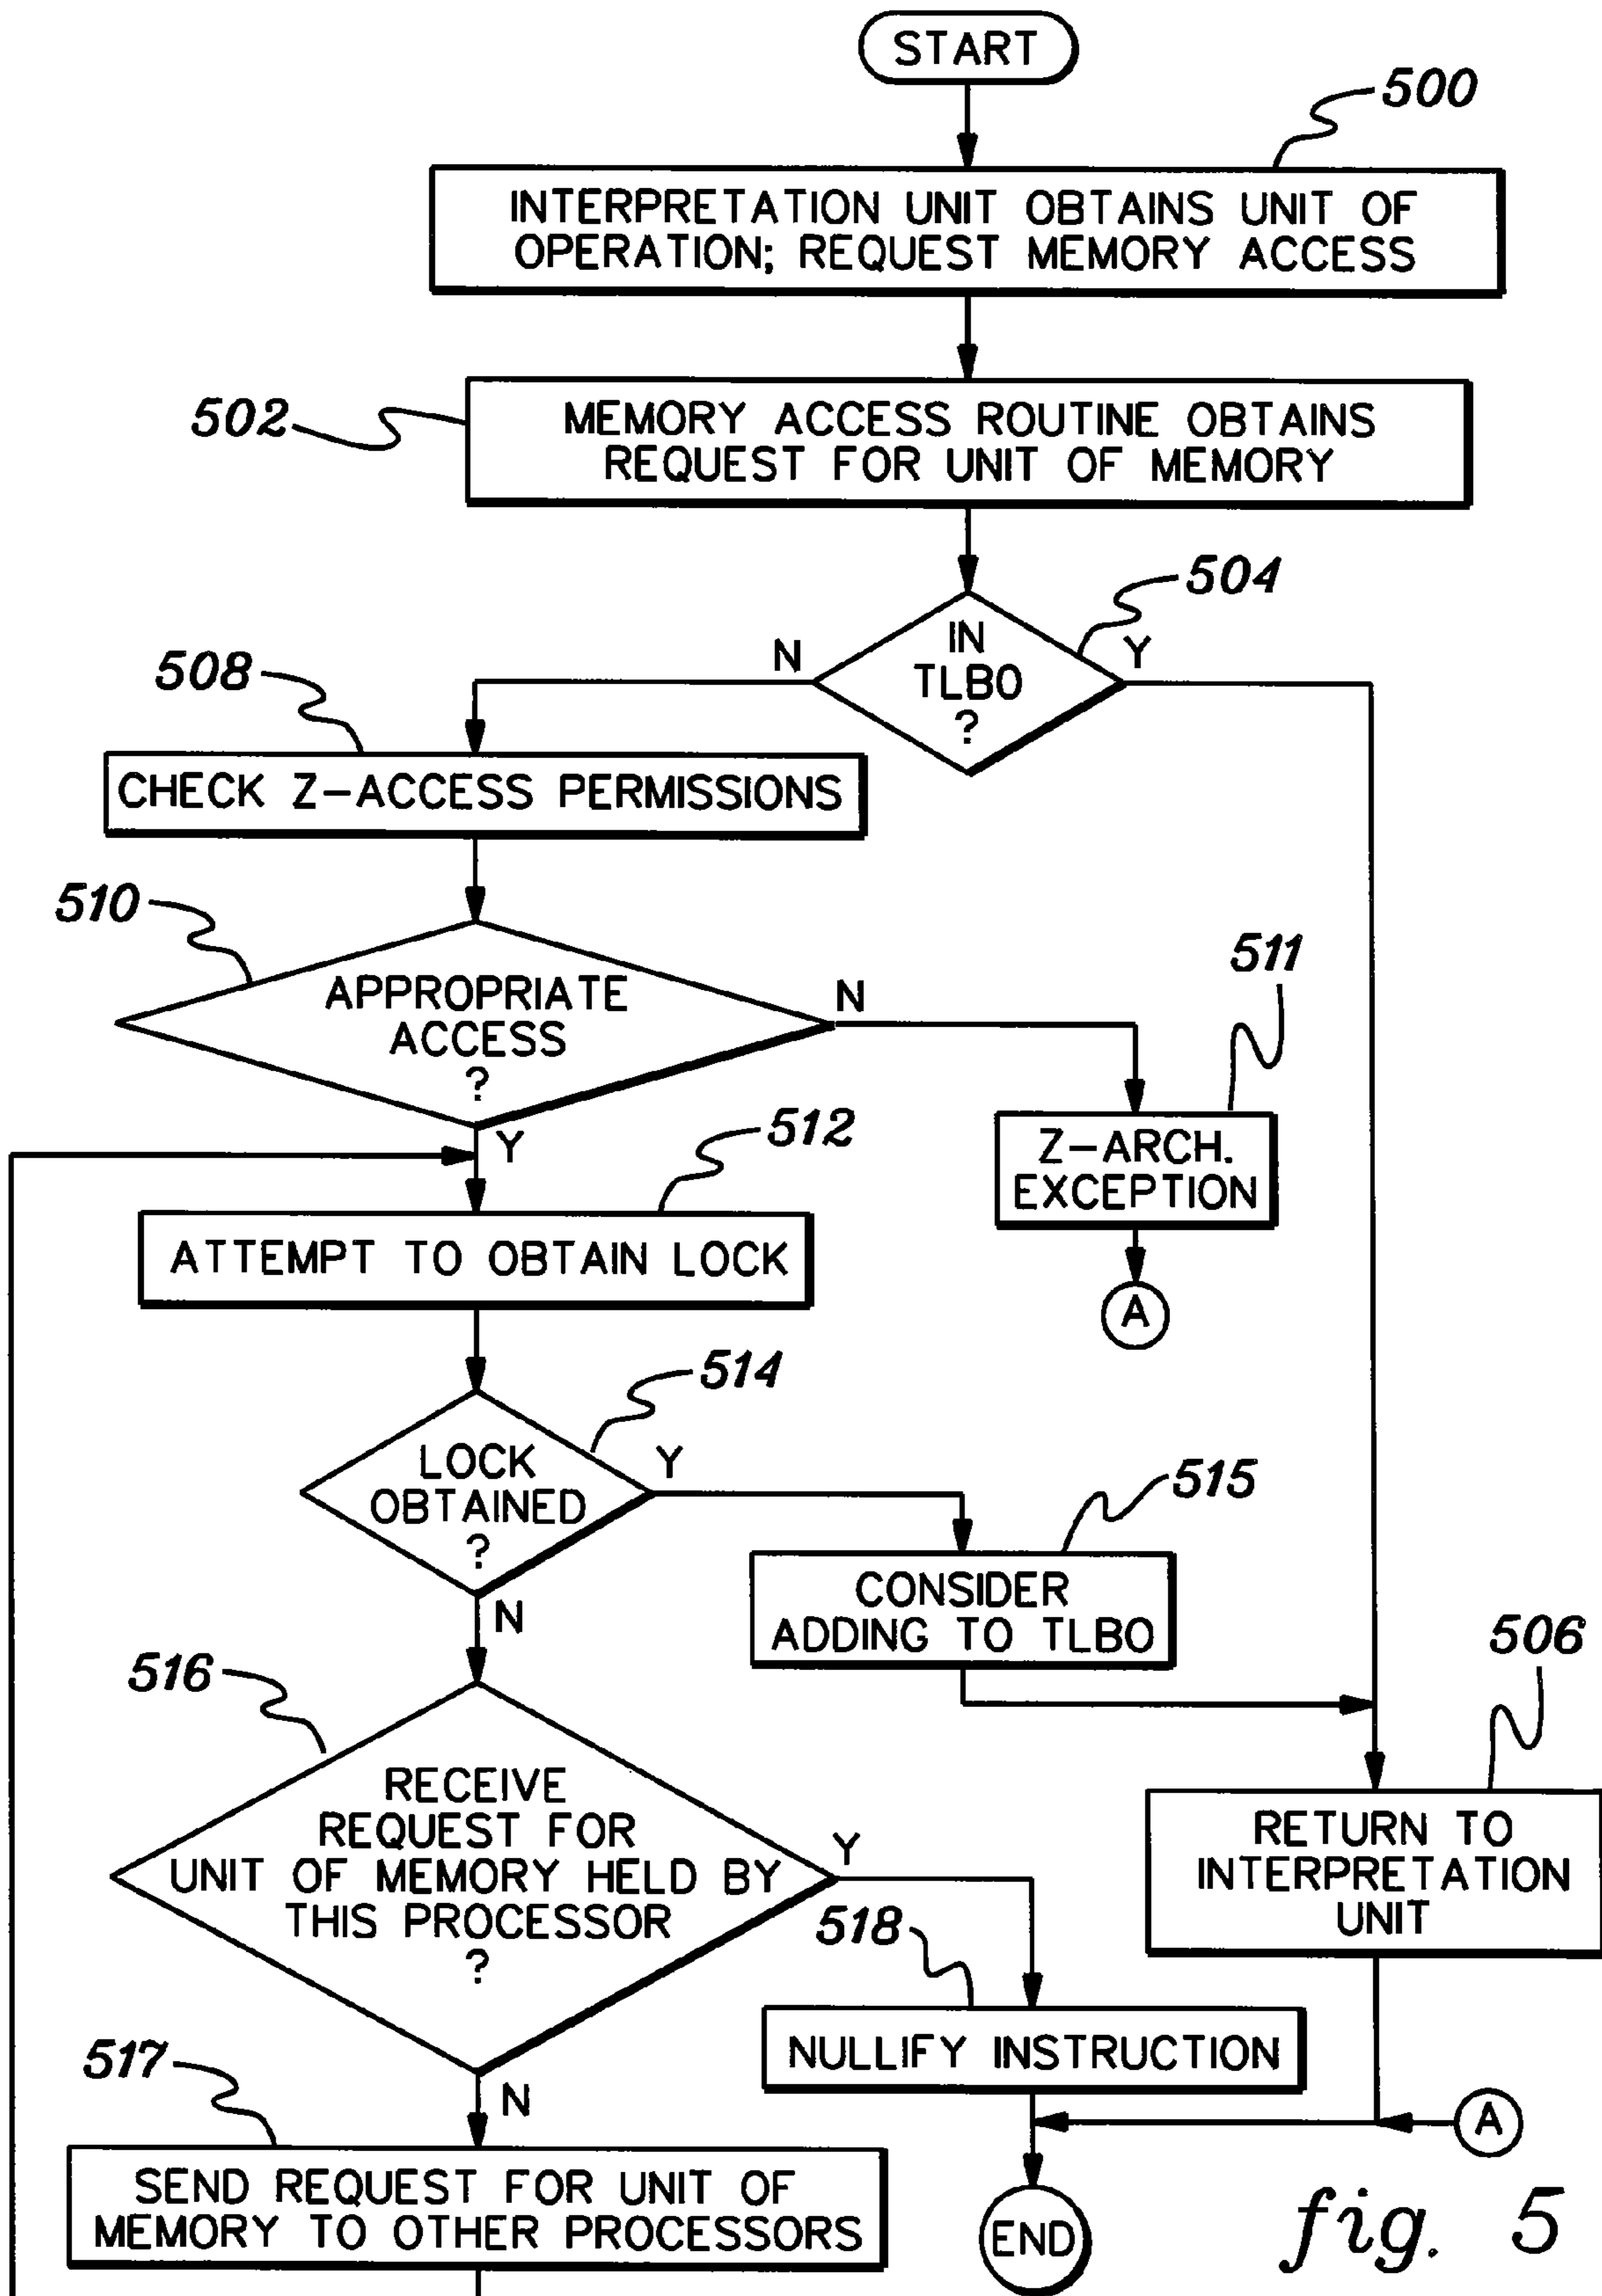 START
500
INTERPRETATION UNIT OBTAINS UNIT OF
OPERATION; REQUEST MEMORY ACCESS
502
MEMORY ACCESS ROUTINE OBTAINS
REQUEST FOR UNIT OF MEMORY
504
IN
TLBO
?
N
Y
508
CHECK Z-ACCESS PERMISSIONS
510
APPROPRIATE
ACCESS
?
N
Y
511
Z-ARCH.
EXCEPTION
A
512
ATTEMPT TO OBTAIN LOCK
514
LOCK
OBTAINED
?
Y
N
515
CONSIDER
ADDING TO TLBO
506
RETURN TO
INTERPRETATION
UNIT
516
RECEIVE
REQUEST FOR
UNIT OF MEMORY HELD BY
THIS PROCESSOR
?
Y
N
518
NULLIFY INSTRUCTION
A
517
SEND REQUEST FOR UNIT OF
MEMORY TO OTHER PROCESSORS
END
fig. 5